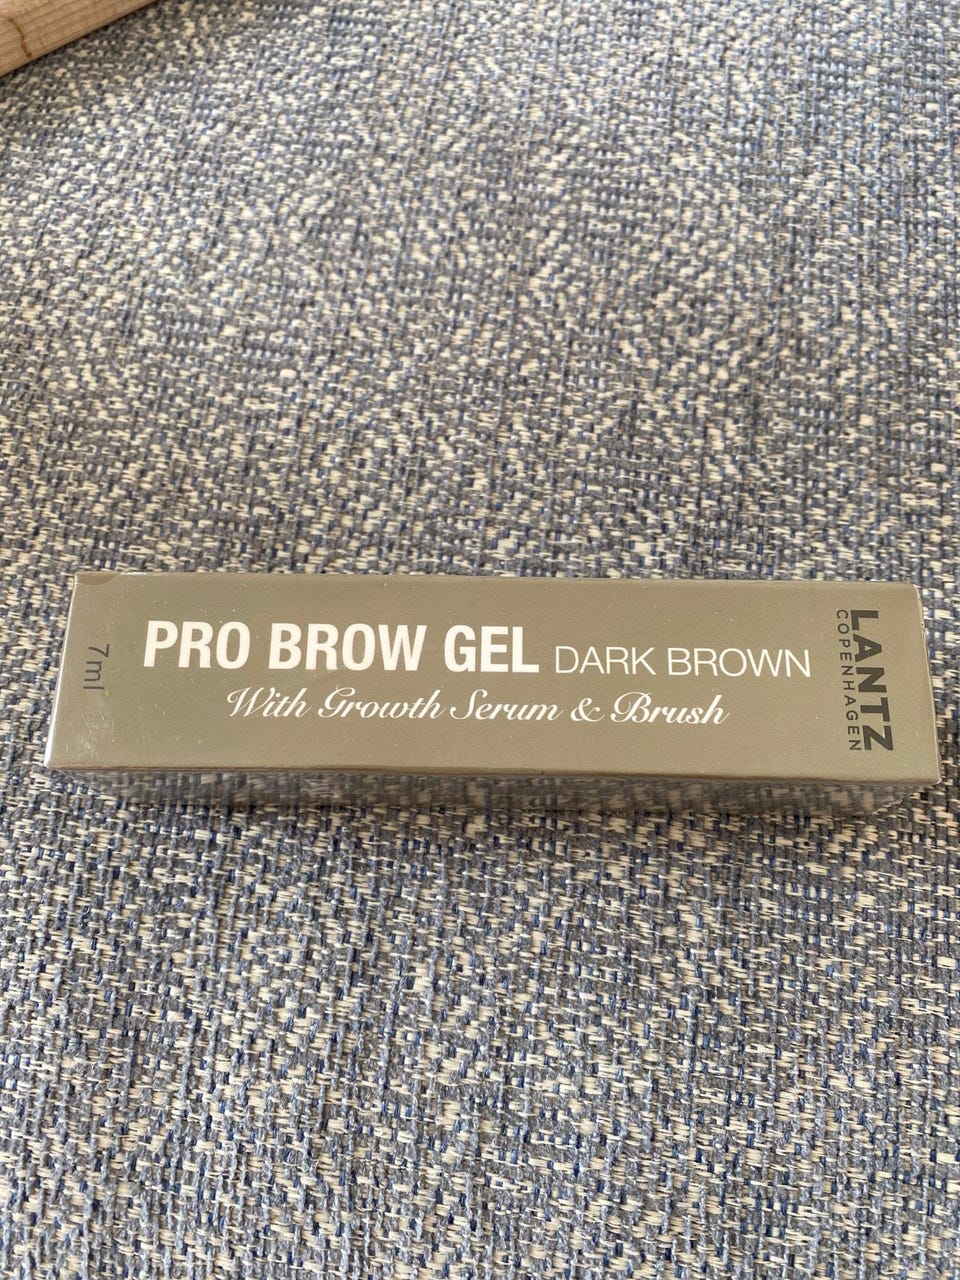 7ml
PRO BROW GEL DARK BROWN
With Growth Serum & Brush
LANTZ
COPENHAGEN